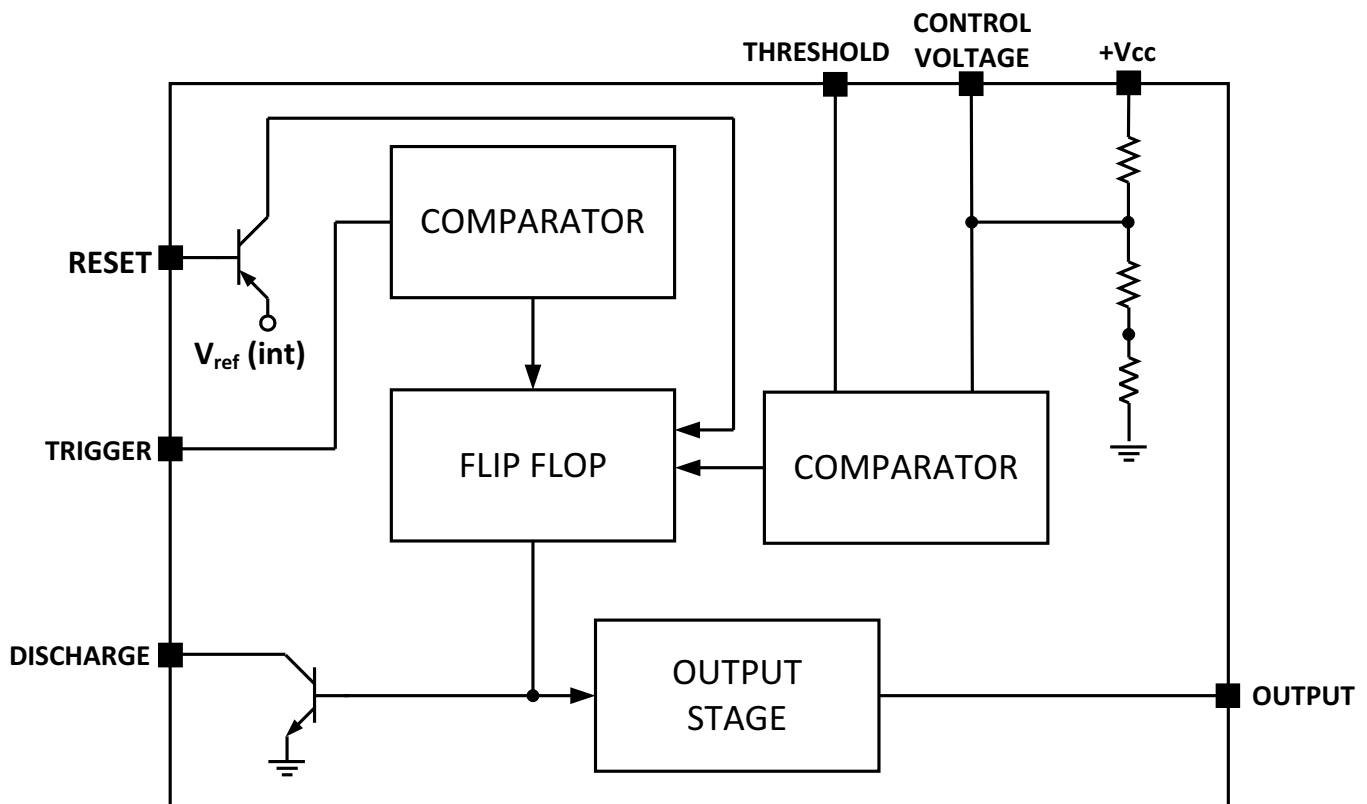 CONTROL
VOLTAGE
THRESHOLD
+Vcc
COMPARATOR
RESET
Vref (int)
TRIGGER
FLIP FLOP
COMPARATOR
DISCHARGE
OUTPUT
STAGE
OUTPUT